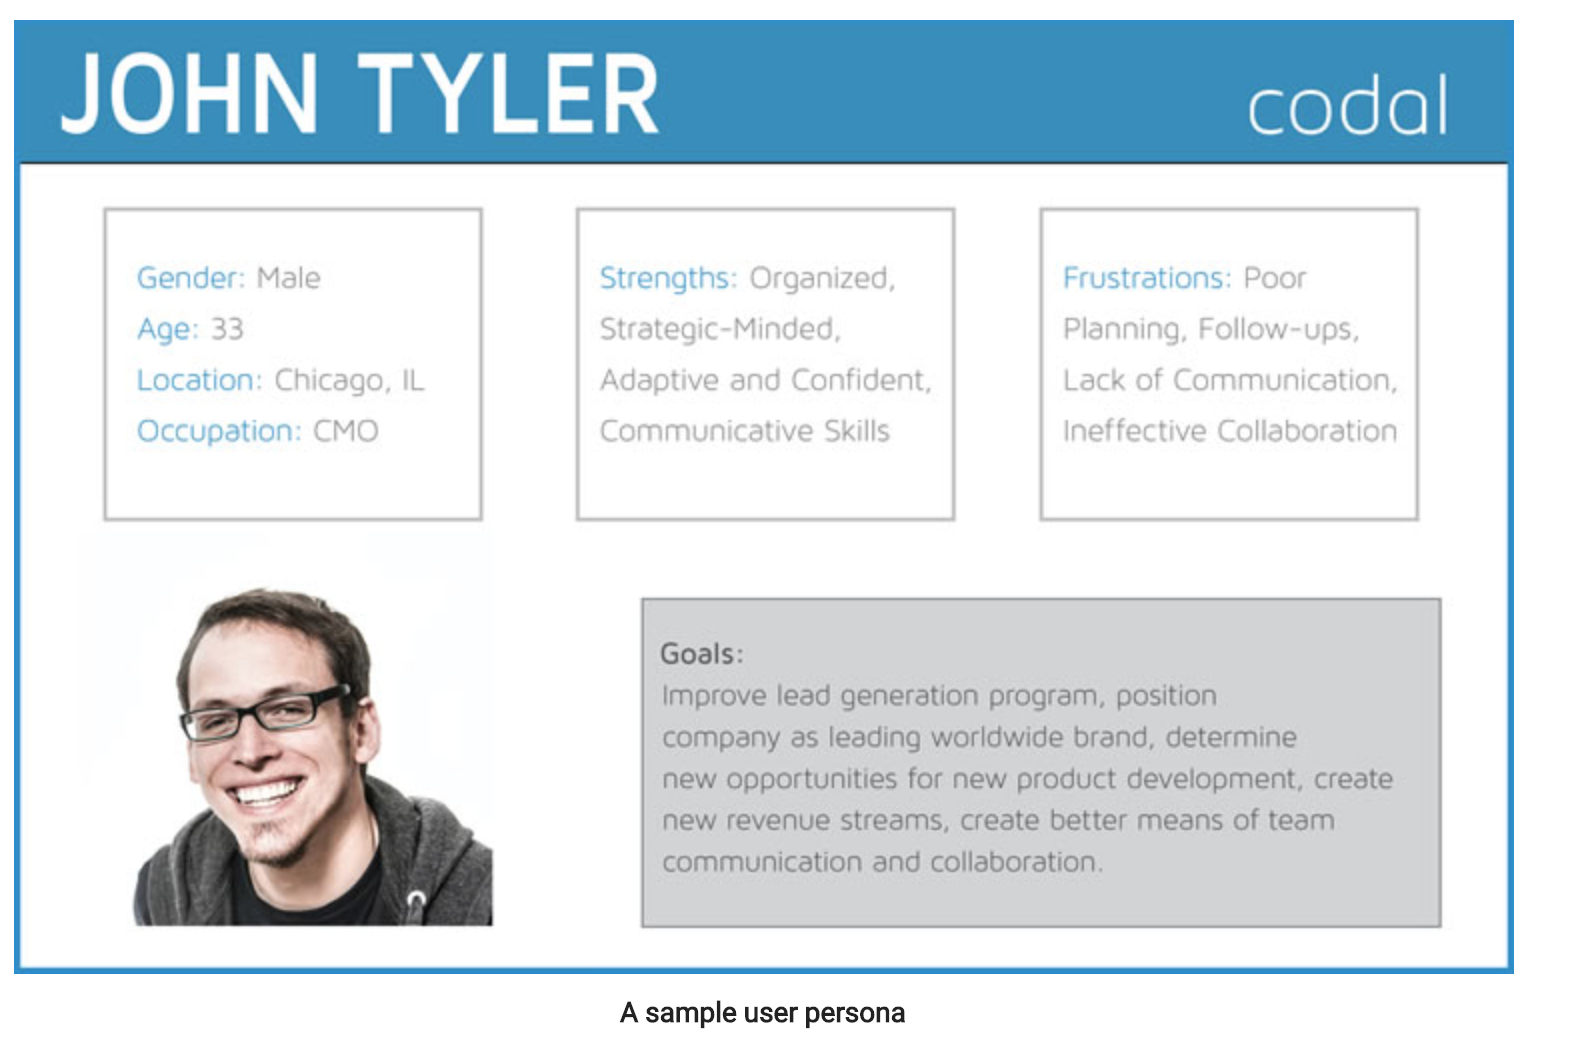 JOHN TYLER
codal
Gender: Male
Age: 33
Location: Chicago, IL
Occupation: CMO
Strengths: Organized,
Strategic-Minded,
Adaptive and Confident,
Communicative Skills
Frustrations: Poor
Planning, Follow-ups,
Lack of Communication,
Ineffective Collaboration
Goals:
Improve lead generation program, position
company as leading worldwide brand, determine
new opportunities for new product development, create
new revenue streams, create better means of team
communication and collaboration.
A sample user persona